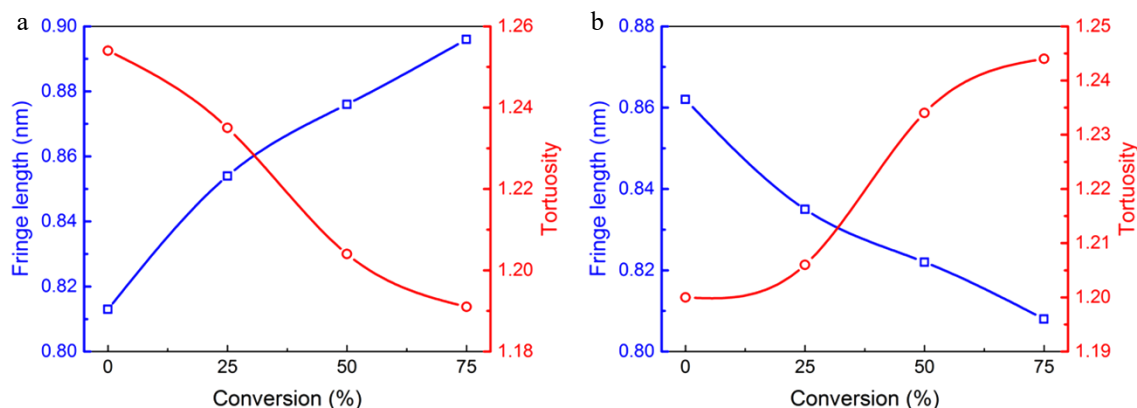 a
0.90
0.88
0.86
0.84
0.82
0.80
Fringe length (nm)
1.26
1.24
1.22
1.20
1.18
Tortuosity
0 25 50 75
Conversion (%)
b
0.88
0.86
0.84
0.82
0.80
Fringe length (nm)
1.25
1.24
1.23
1.22
1.21
1.20
1.19
Tortuosity
0 25 50 75
Conversion (%)